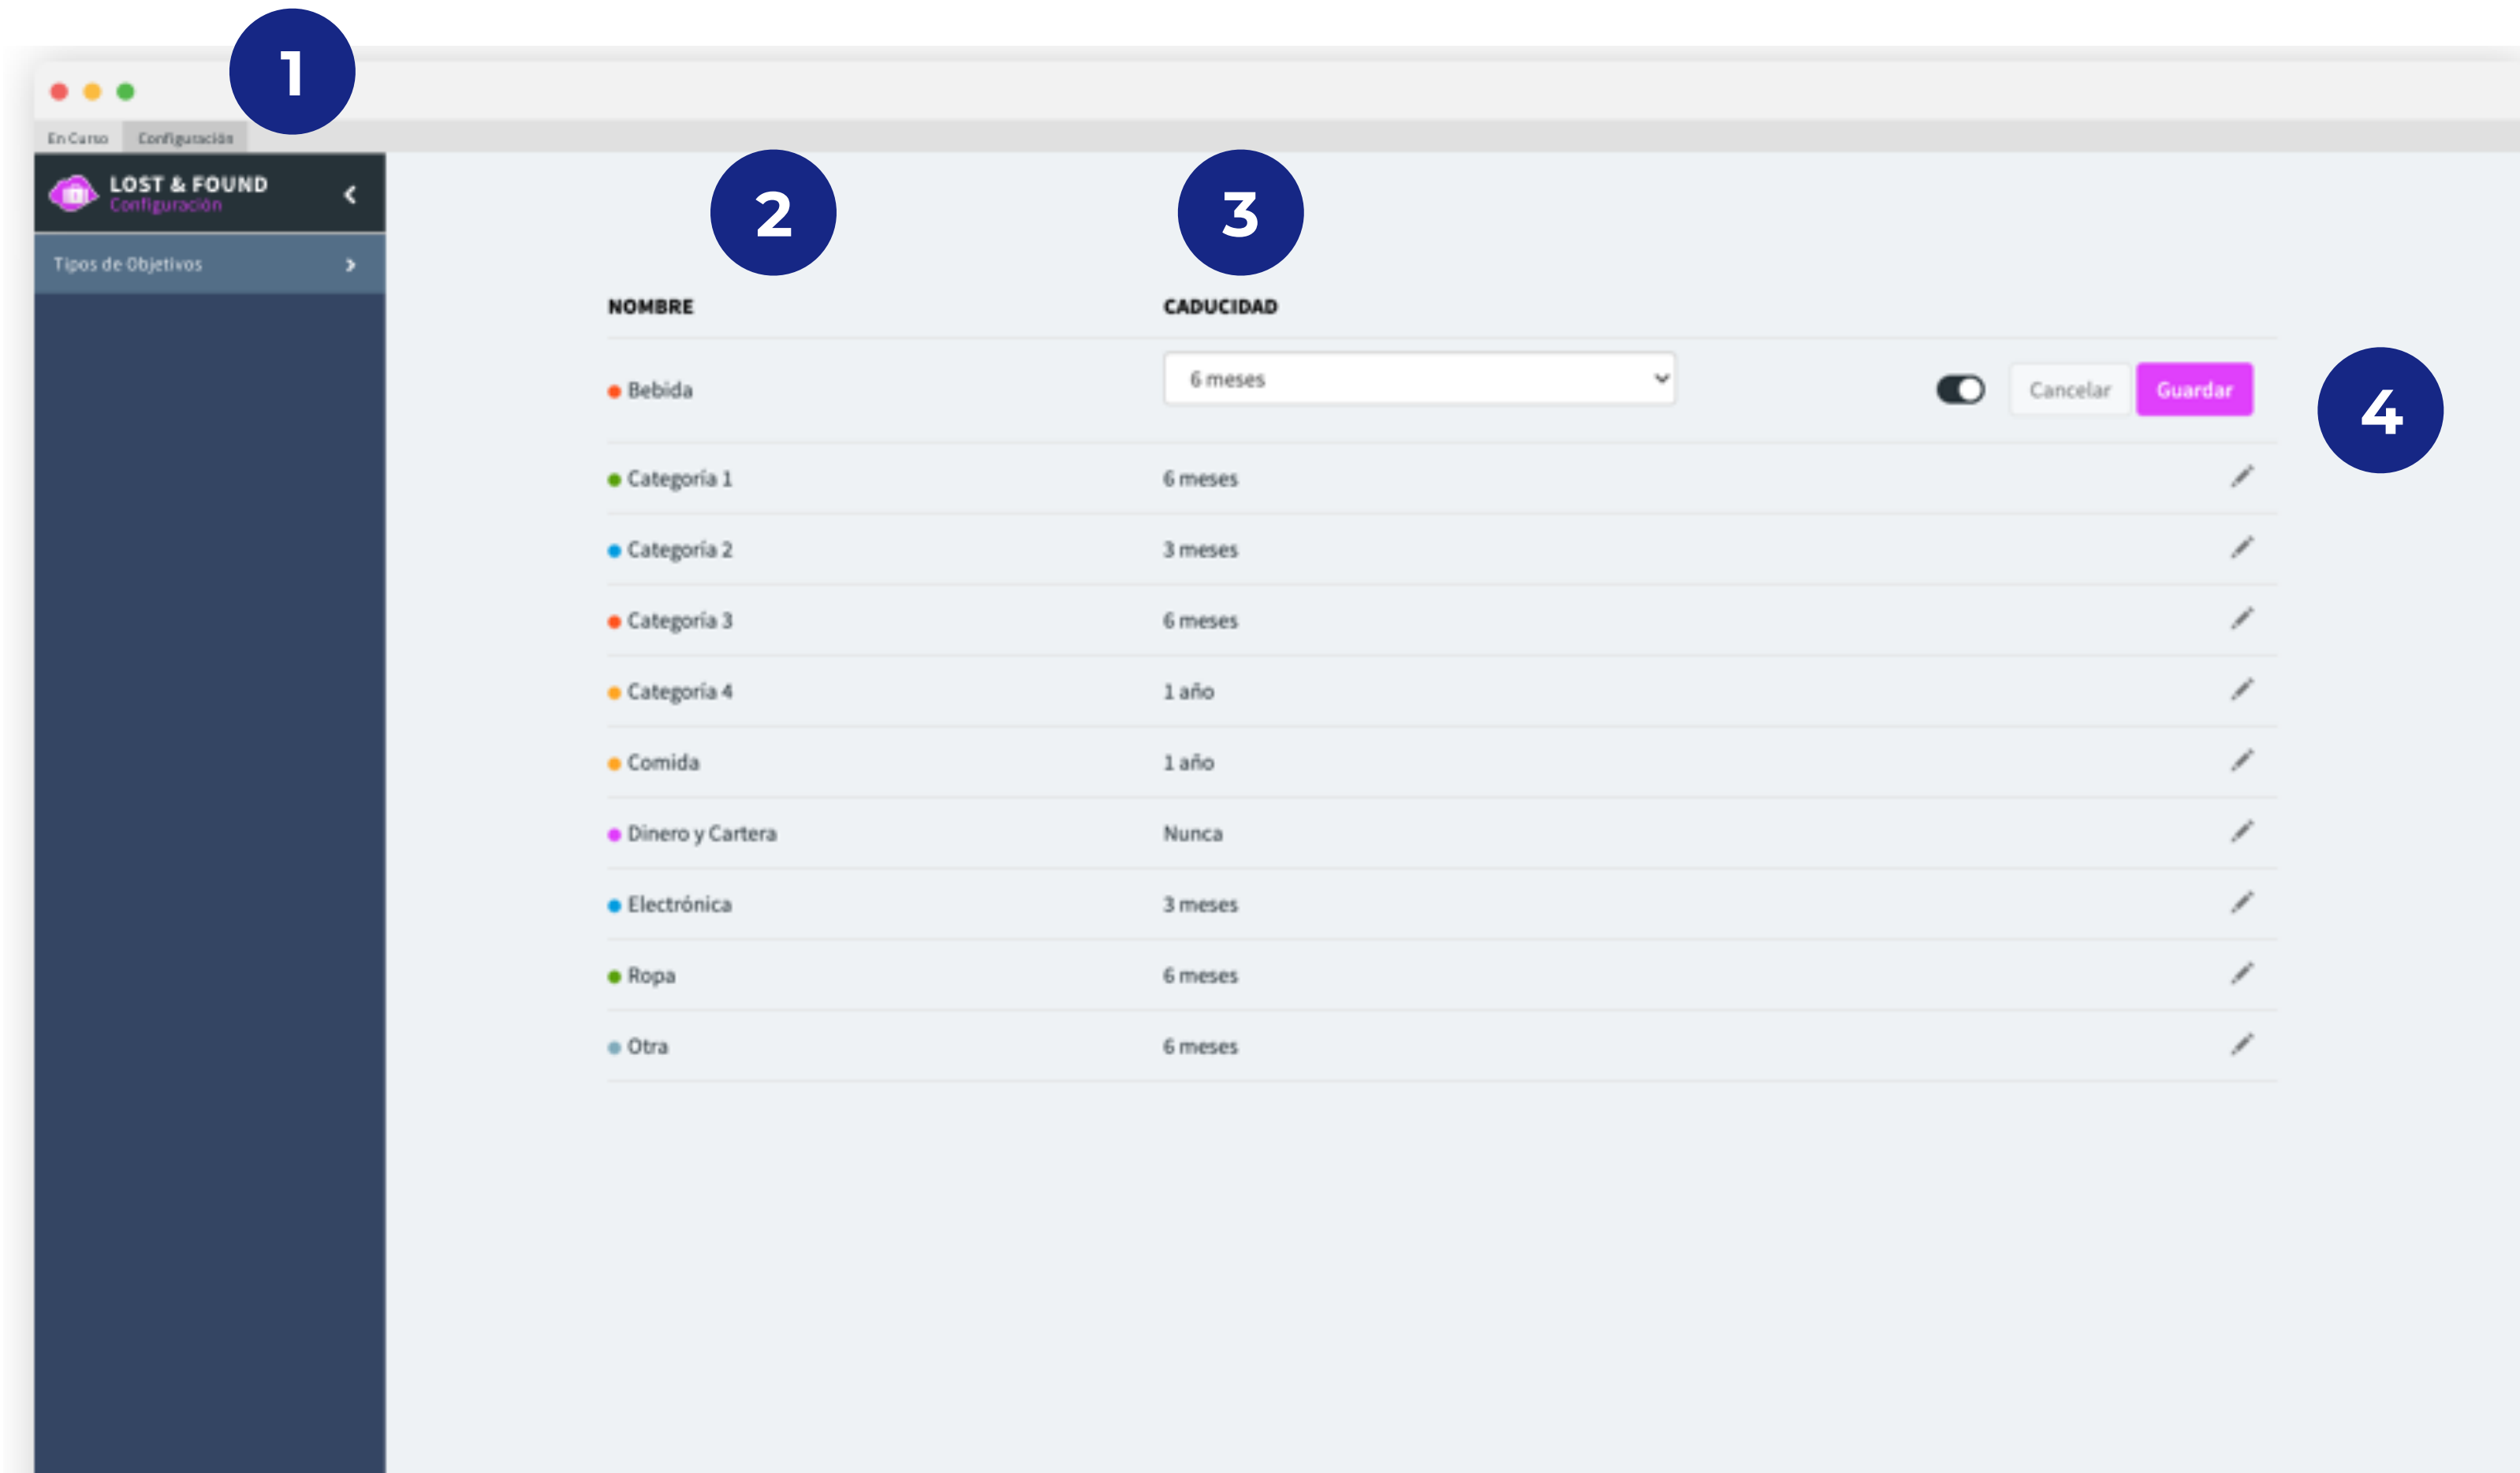 1
En Curso Configuración
LOST & FOUND
Configuración
Tipos de Objetivos
2
3
NOMBRE CADUCIDAD
Bebida 6 meses Cancelar Guardar
4
Categoría 1 6 meses
Categoría 2 3 meses
Categoría 3 6 meses
Categoría 4 1 año
Comida 1 año
Dinero y Cartera Nunca
Electrónica 3 meses
Ropa 6 meses
Otra 6 meses